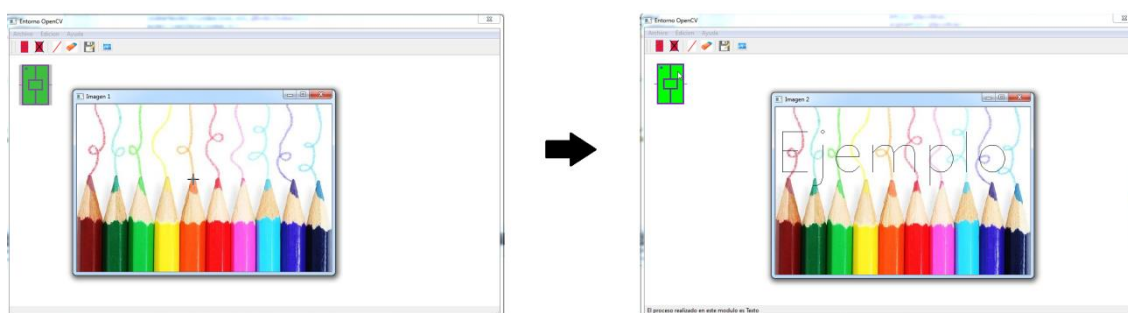 Entorno OpenCV
Archivo Edicion Ayuda
Imagen 1
Entorno OpenCV
Archivo Edicion Ayuda
Imagen 2
Ejemplo
El proceso realizado en este modulo es Texto